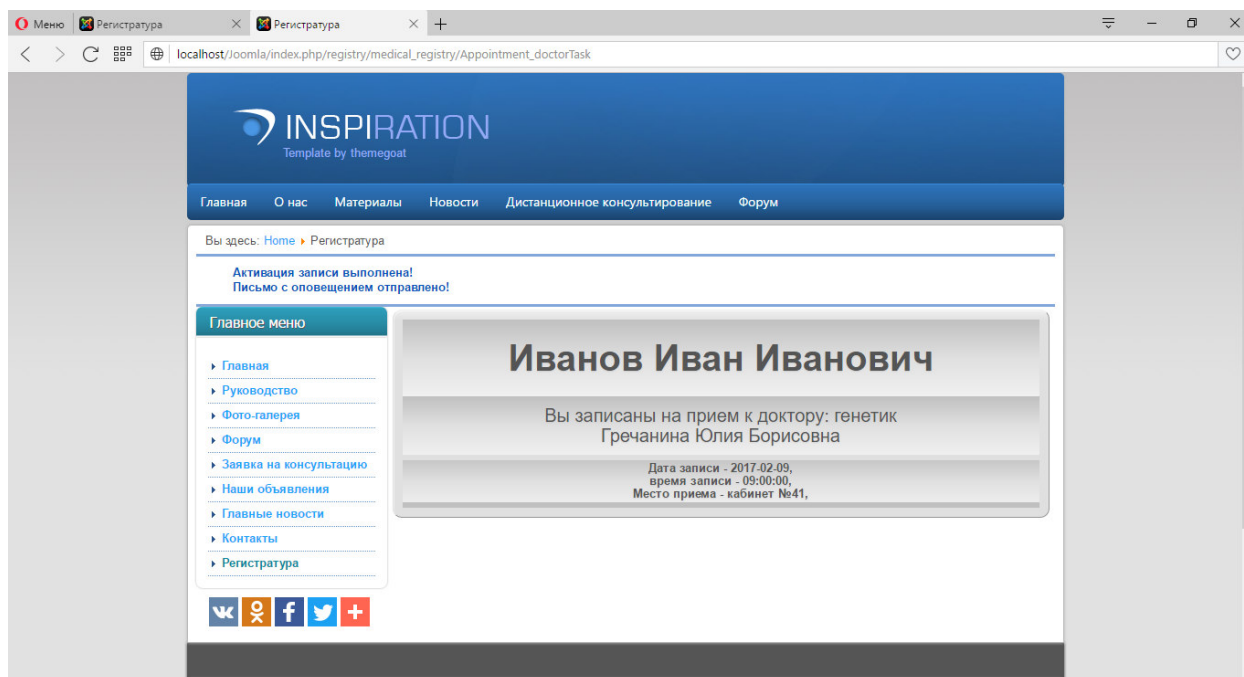 Меню
Регистратура
Регистратура
localhost/Joomla/index.php/registry/medical_registry/Appointment_doctorTask
INSPIRATION
Template by themegoat
Главная О нас Материалы Новости Дистанционное консультирование Форум
Вы здесь: Home Регистратура
Активация записи выполнена!
Письмо с оповещением отправлено!
Главное меню
Главная
Руководство
Фото-галерея
Форум
Заявка на консультацию
Наши объявления
Главные новости
Контакты
Регистратура
Иванов Иван Иванович
Вы записаны на прием к доктору: генетик
Гречанина Юлия Борисовна
Дата записи - 2017-02-09,
время записи - 09:00:00,
Место приема - кабинет №41,